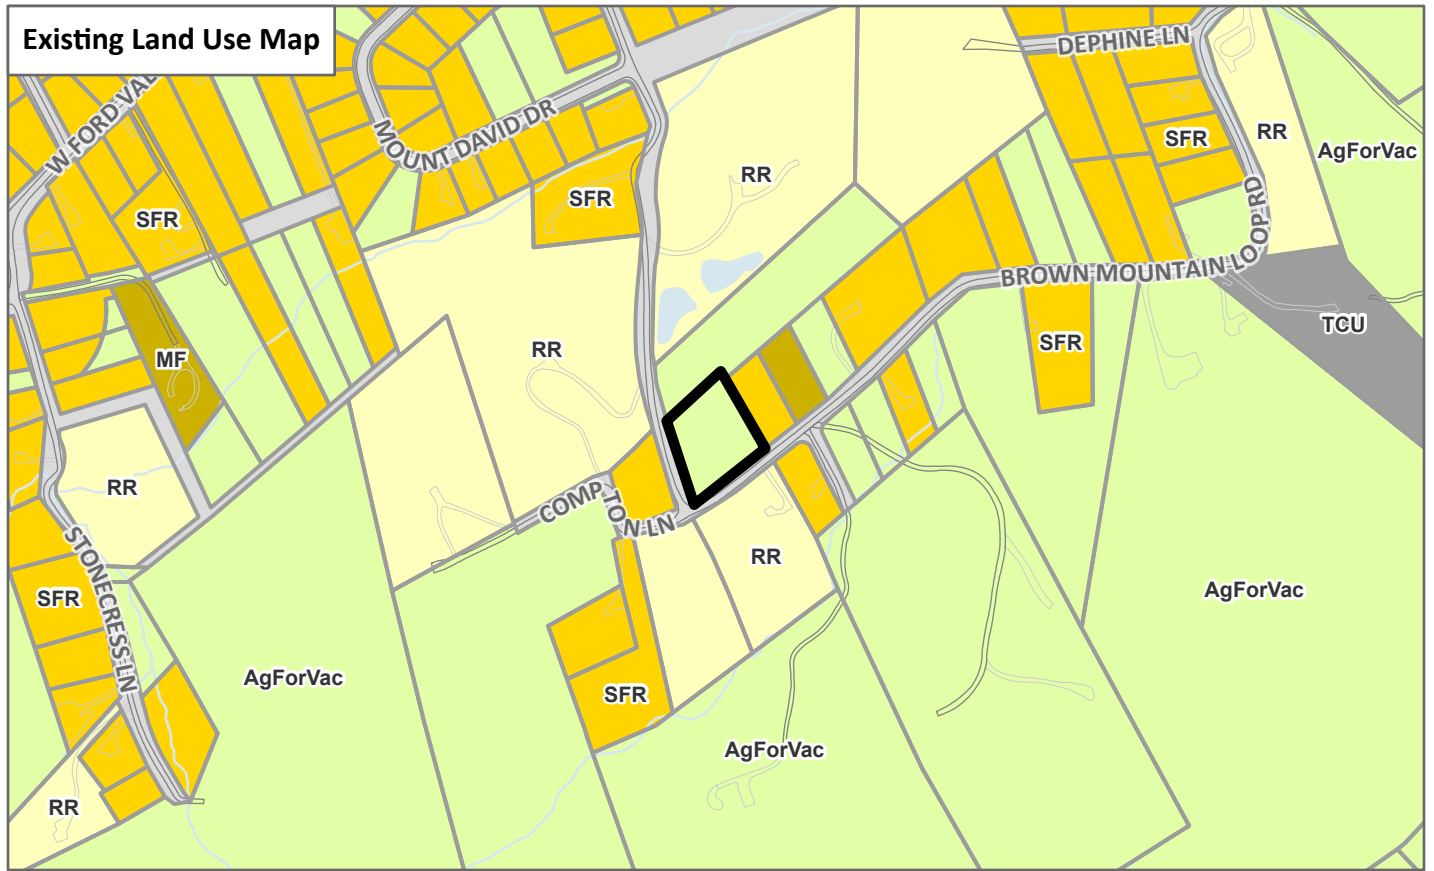 Existing Land Use Map
DEPHINE LN
W FORD VAL
MOUNT DAVID DR
SFR
RR
AgForVac
RR
SFR
SFR
BROWN MOUNTAIN LOOP RD
TCU
SFR
RR
MF
RR
COMPTON LN
STONECRESS LN
RR
SFR
AgForVac
AgForVac
SFR
AgForVac
RR